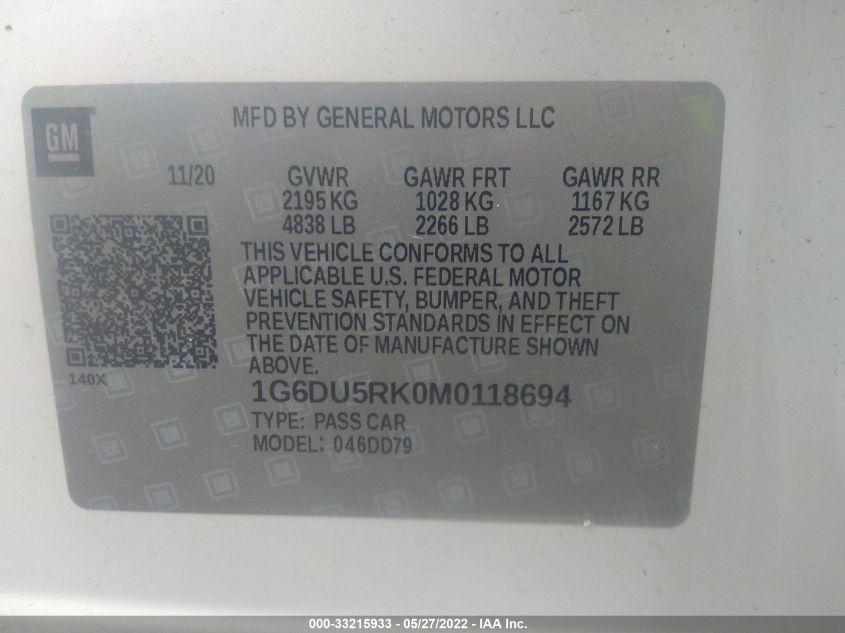 MFD BY GENERAL MOTORS LLC
GM
11/20 GVWR GAWR FRT GAWR RR
2195 KG 1028 KG 1167 KG
4838 LB 2266 LB 2572 LB
THIS VEHICLE CONFORMS TO ALL
APPLICABLE U.S. FEDERAL MOTOR
VEHICLE SAFETY, BUMPER, AND THEFT
PREVENTION STANDARDS IN EFFECT ON
THE DATE OF MANUFACTURE SHOWN
ABOVE.
140X
1G6DU5RK0M0118694
TYPE: PASS CAR
MODEL: 046DD79
000-33215933 - 05/27/2022 - IAA Inc.